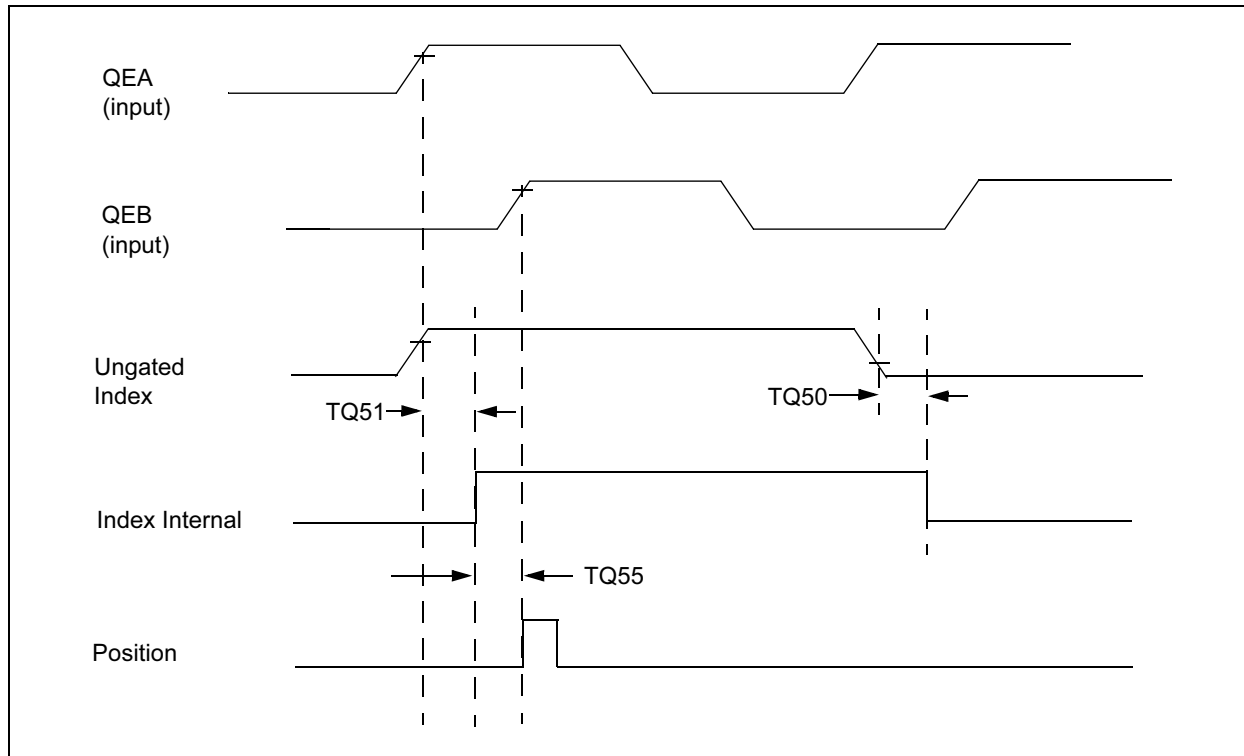 QEA
(input)
QEB
(input)
Ungated
Index
TQ51
TQ50
Index Internal
TQ55
Position